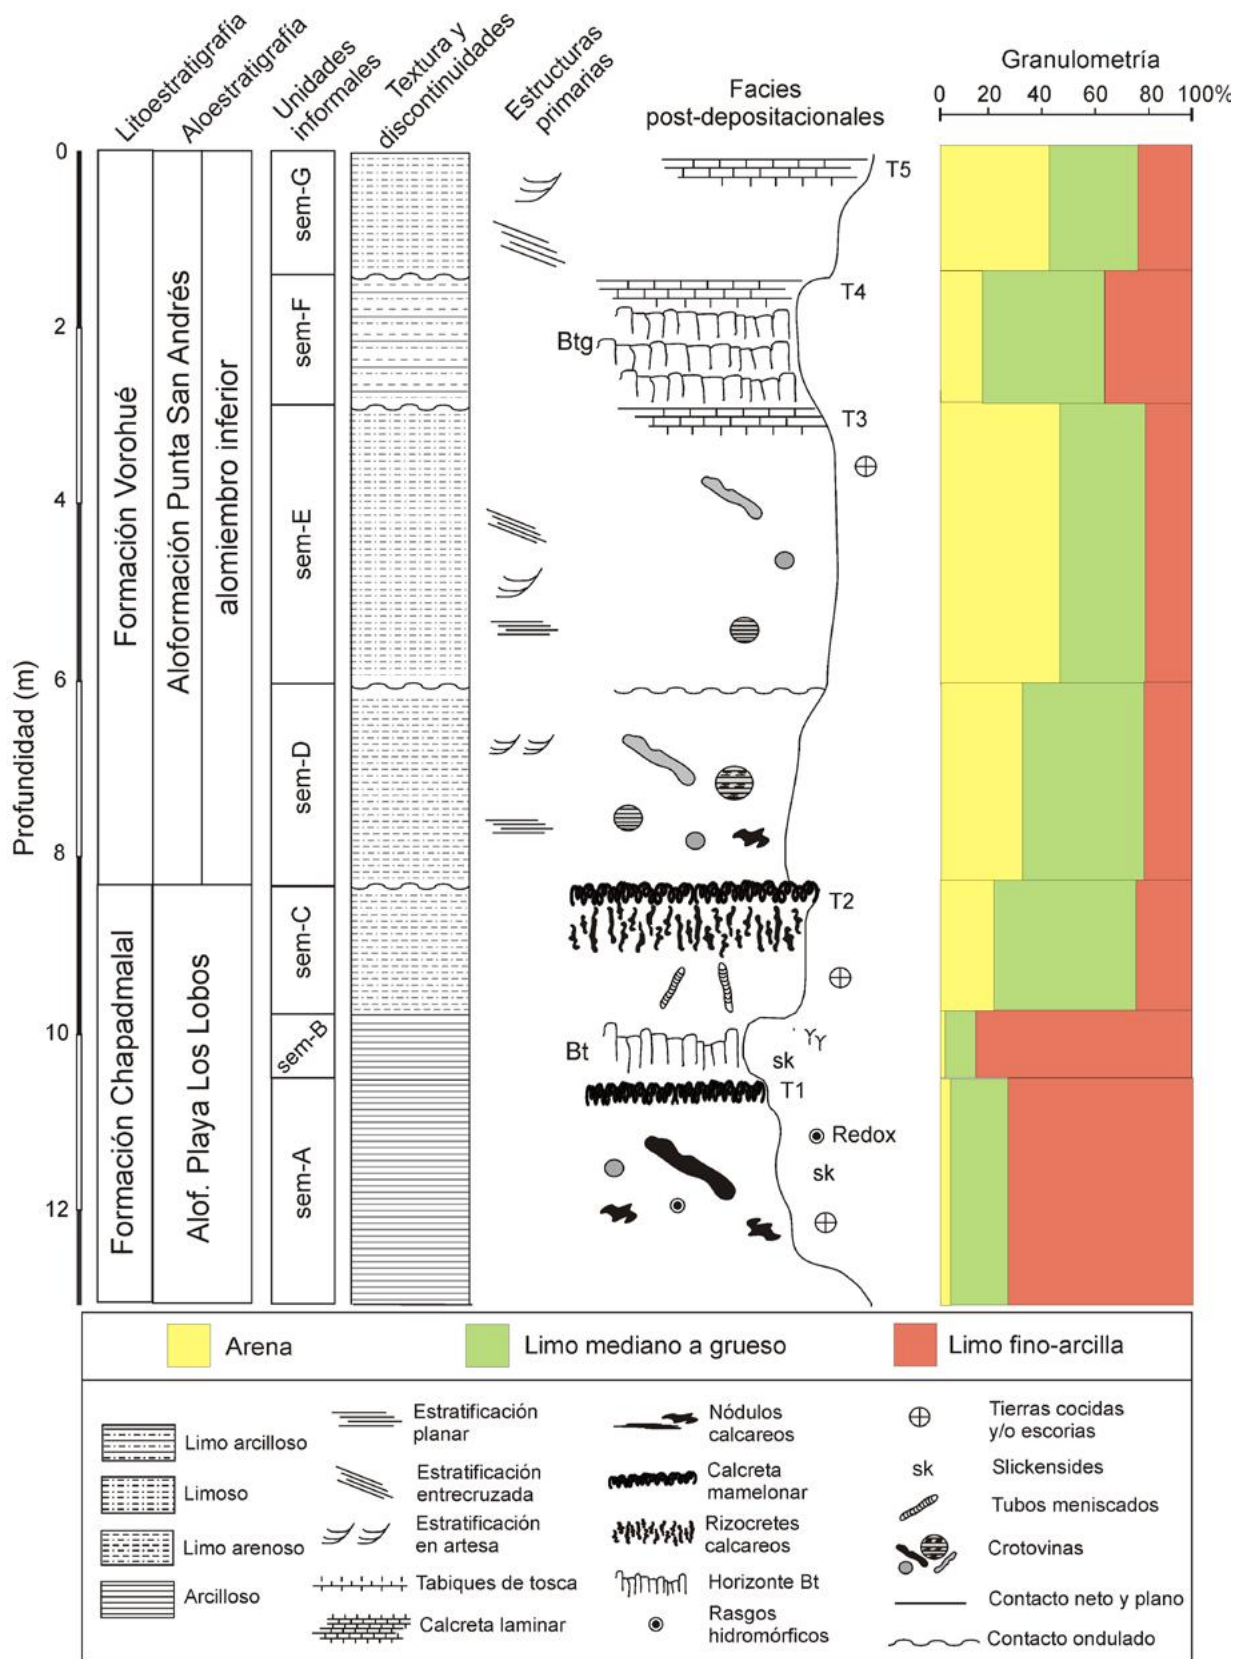 Litoestratigrafía
Aloestratigrafía
Unidades
informales
Textura y
discontinuidades
Estructuras
primarias
Facies
post-depositacionales
Granulometría
0 20 40 60 80 100%
Profundidad (m)
0
2
4
6
8
10
12
Formación Vorohué
Formación Chapadmalal
Aloformación Punta San Andrés
alomiembro inferior
Alof. Playa Los Lobos
sem-G
sem-F
sem-E
sem-D
sem-C
sem-B
sem-A
T5
T4
Btg
T3
T2
Bt
sk
T1
Redox
sk
Arena
Limo mediano a grueso
Limo fino-arcilla
Limo arcilloso
Limoso
Limo arenoso
Arcilloso
Estratificación
planar
Estratificación
entrecruzada
Estratificación
en artesa
Tabiques de tosca
Calcreta laminar
Nódulos
calcareos
Calcreta
mamelonar
Rizocretes
calcareos
Horizonte Bt
Rasgos
hidromórficos
Tierras cocidas
y/o escorias
sk Slickensides
Tubos meniscados
Crotovinas
Contacto neto y plano
Contacto ondulado